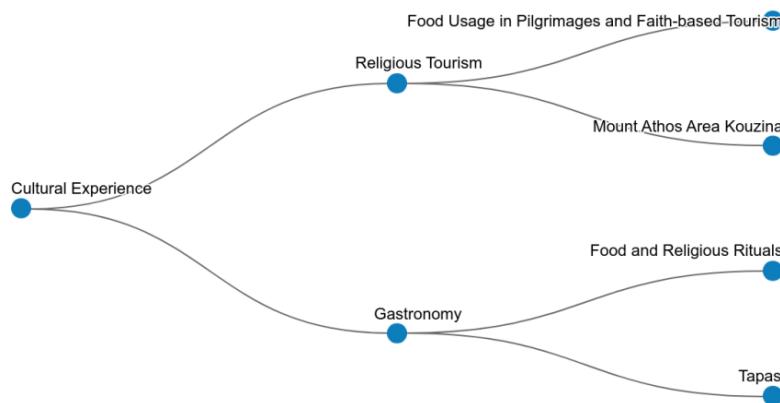 Food Usage in Pilgrimages and Faith-based Tourism
Religious Tourism
Mount Athos Area Kouzina
Cultural Experience
Food and Religious Rituals
Gastronomy
Tapas